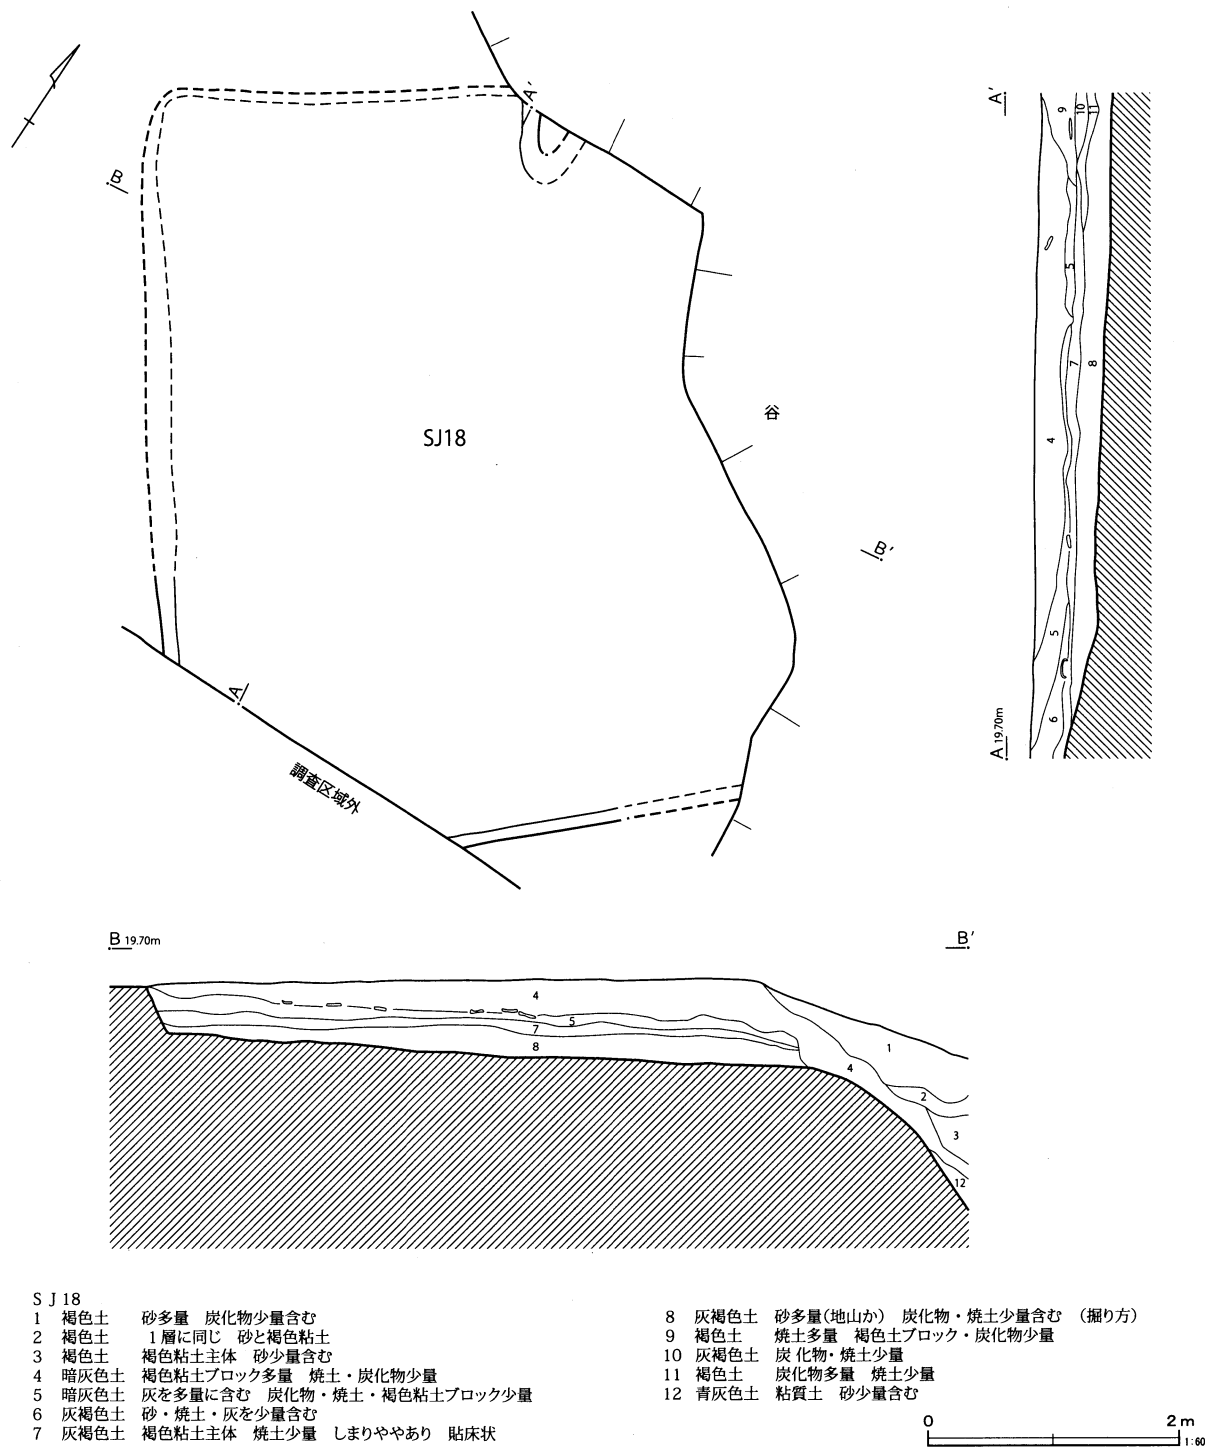 A'
B
SJ18
谷
B'
A
調査区域外
A'
9
10
11
5
7
8
4
5
6
A 19.70m
B 19.70m
B'
4
5
7
8
1
4
2
3
12
SJ18
1 褐色土 砂多量 炭化物少量含む
2 褐色土 1層に同じ 砂と褐色粘土
3 褐色土 褐色粘土主体 砂少量含む
4 暗灰色土 褐色粘土ブロック多量 焼土・炭化物少量
5 暗灰色土 灰を多量に含む 炭化物・焼土・褐色粘土ブロック少量
6 灰褐色土 砂・焼土・灰を少量含む
7 灰褐色土 褐色粘土主体 焼土少量 しまりややあり 貼床状
8 灰褐色土 砂多量(地山か) 炭化物・焼土少量含む (掘り方)
9 褐色土 焼土多量 褐色土ブロック・炭化物少量
10 灰褐色土 炭化物・焼土少量
11 褐色土 炭化物多量 焼土少量
12 青灰色土 粘質土 砂少量含む
0 2m
1:60